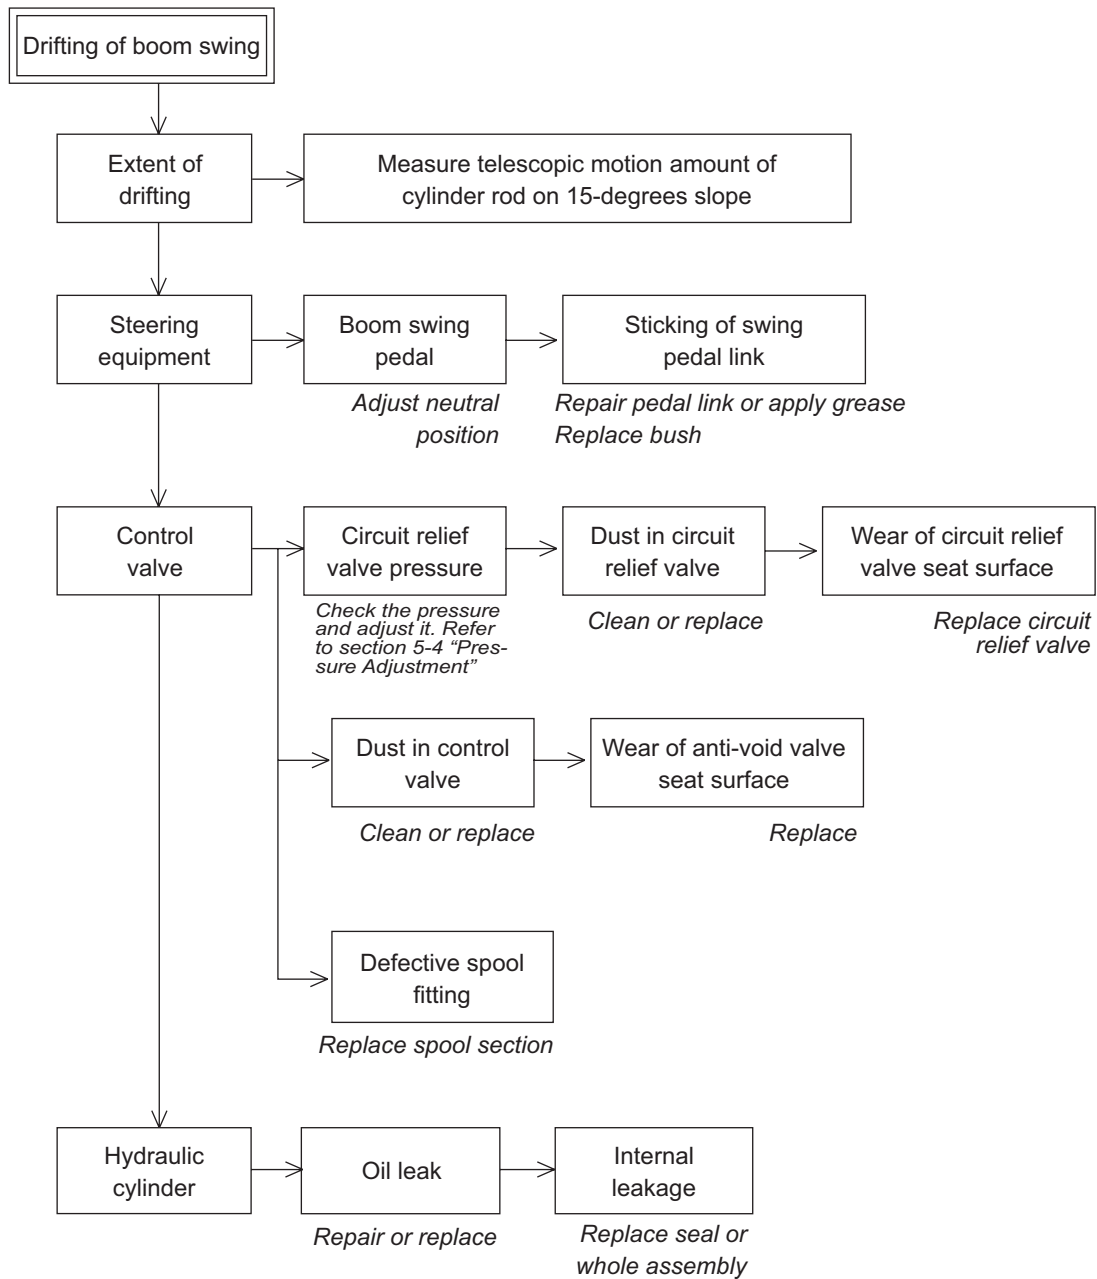 Drifting of boom swing
Extent of
drifting
Measure telescopic motion amount of
cylinder rod on 15-degrees slope
Steering
equipment
Boom swing
pedal
Sticking of swing
pedal link
Adjust neutral
position
Repair pedal link or apply grease
Replace bush
Control
valve
Circuit relief
valve pressure
Dust in circuit
relief valve
Wear of circuit relief
valve seat surface
Check the pressure
and adjust it. Refer
to section 5-4 “Pres-
sure Adjustment”
Clean or replace
Replace circuit
relief valve
Dust in control
valve
Wear of anti-void valve
seat surface
Clean or replace
Replace
Defective spool
fitting
Replace spool section
Hydraulic
cylinder
Oil leak
Internal
leakage
Repair or replace
Replace seal or
whole assembly